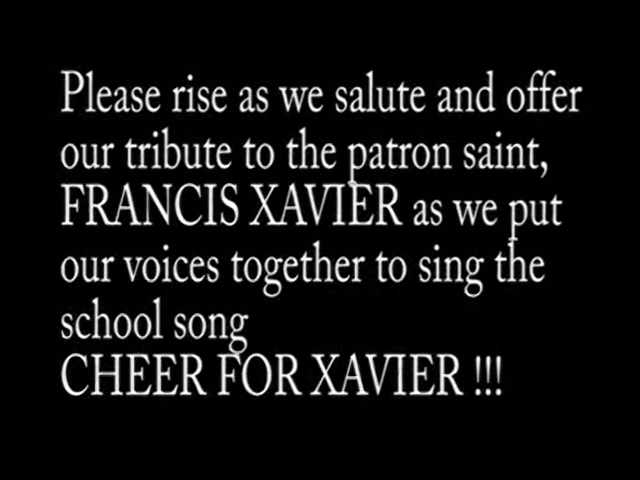 Please rise as we salute and offer
our tribute to the patron saint,
FRANCIS XAVIER as we put
our voices together to sing the
school song
CHEER FOR XAVIER !!!